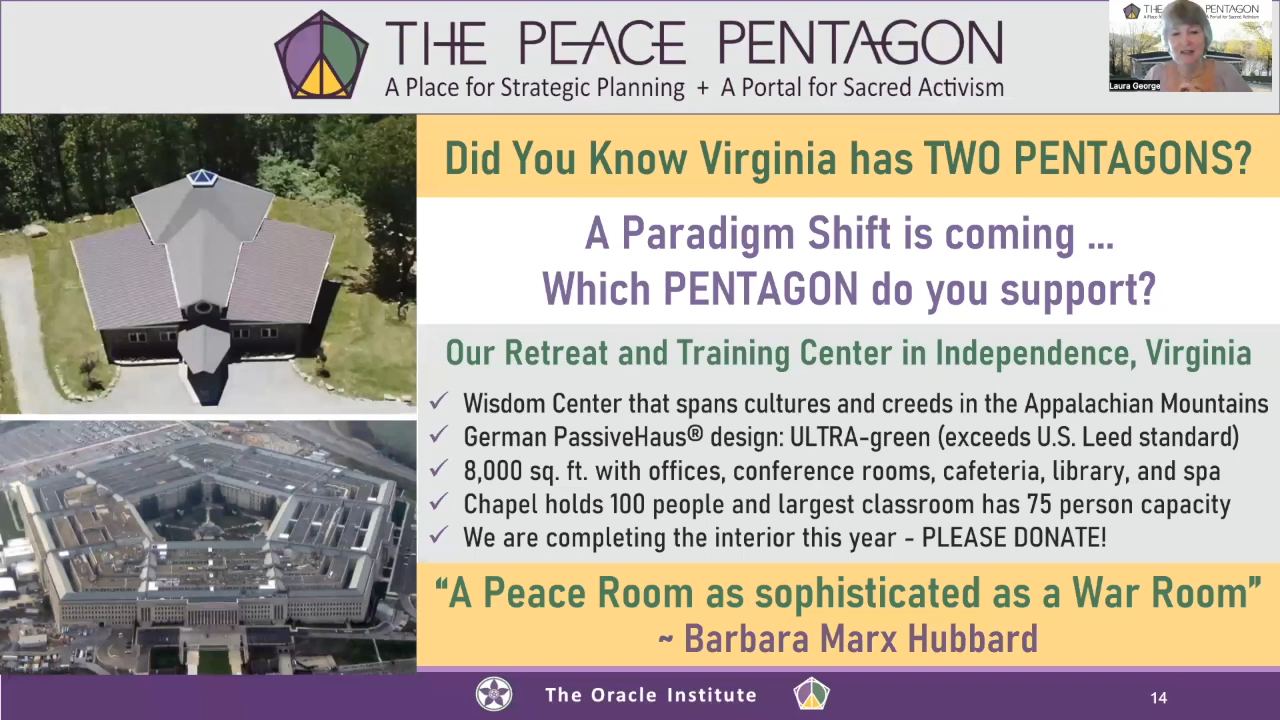 THE PEACE PENTAGON
A Place for Strategic Planning + A Portal for Sacred Activism
THE PENTAGON
A Portal for Sacred Activism
Laura George
Did You Know Virginia has TWO PENTAGONS?
A Paradigm Shift is coming ...
Which PENTAGON do you support?
Our Retreat and Training Center in Independence, Virginia
✓ Wisdom Center that spans cultures and creeds in the Appalachian Mountains
✓ German PassiveHaus® design: ULTRA-green (exceeds U.S. Leed standard)
✓ 8,000 sq. ft. with offices, conference rooms, cafeteria, library, and spa
✓ Chapel holds 100 people and largest classroom has 75 person capacity
✓ We are completing the interior this year - PLEASE DONATE!
“A Peace Room as sophisticated as a War Room”
~ Barbara Marx Hubbard
The Oracle Institute
14